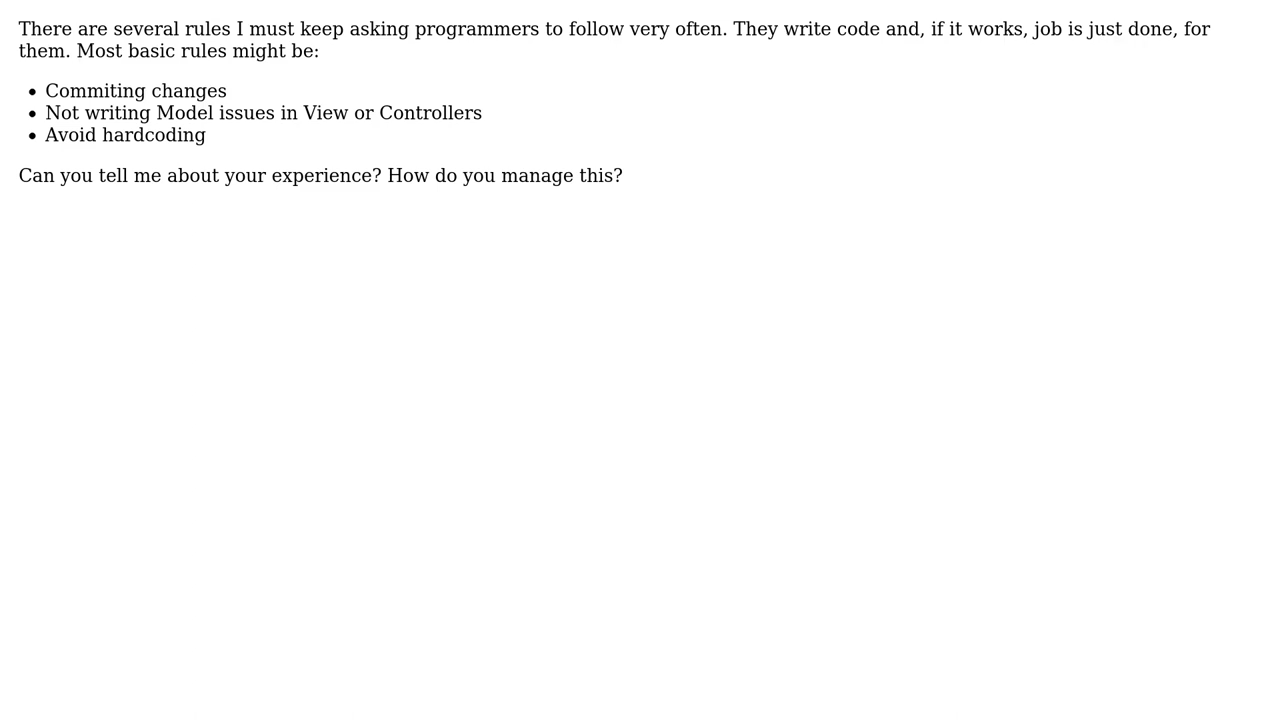 There are several rules I must keep asking programmers to follow very often. They write code and, if it works, job is just done, for
them. Most basic rules might be:
• Commiting changes
• Not writing Model issues in View or Controllers
• Avoid hardcoding
Can you tell me about your experience? How do you manage this?